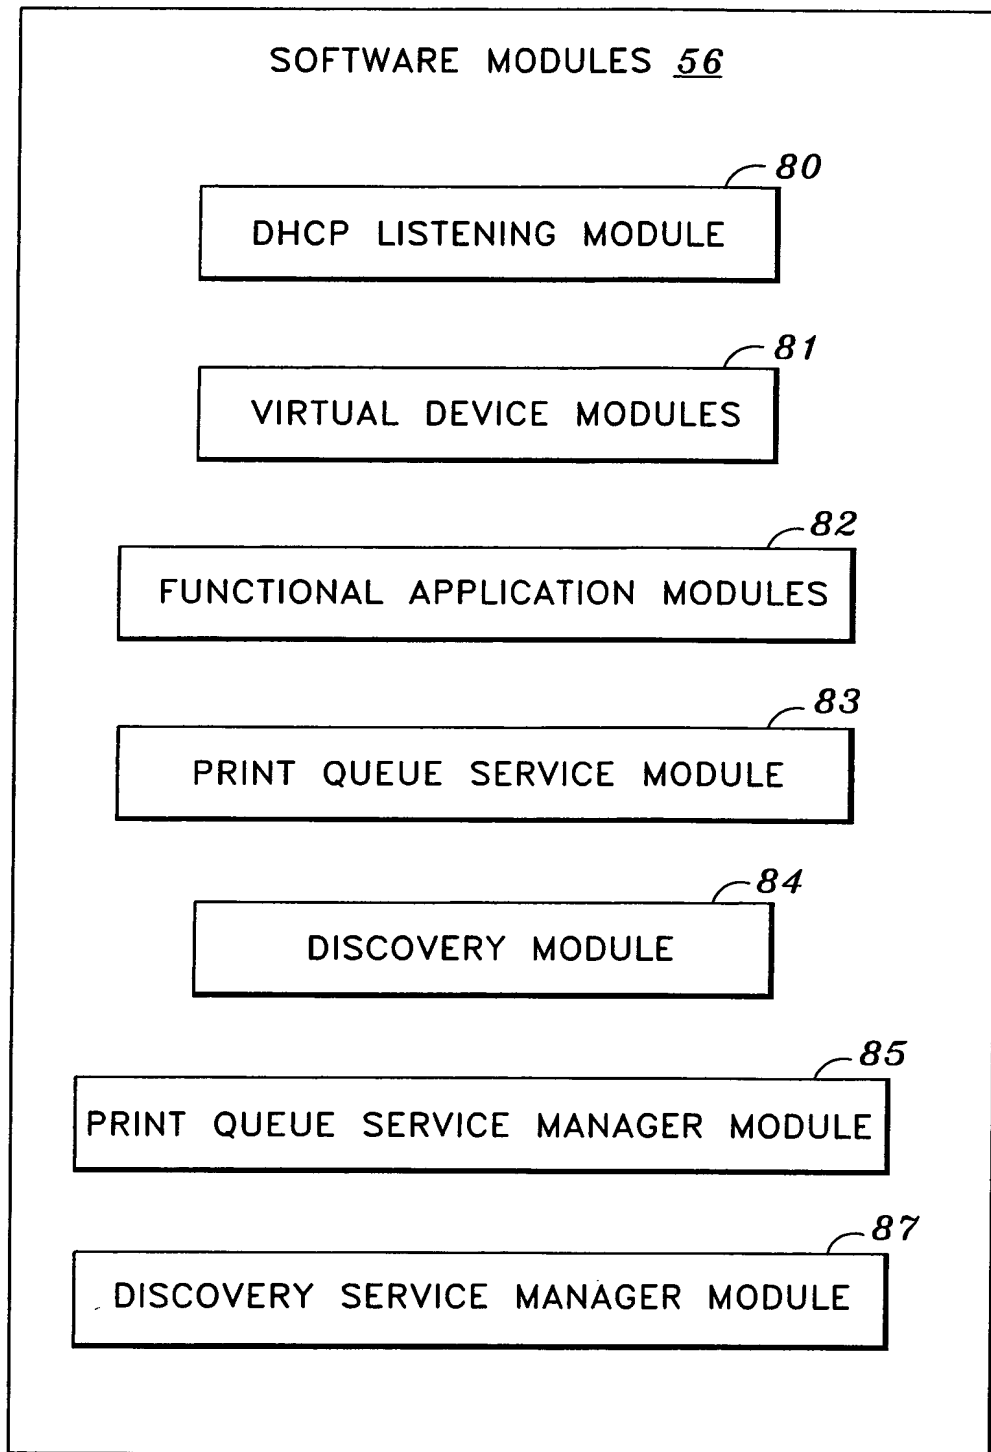 SOFTWARE MODULES 56
80
DHCP LISTENING MODULE
81
VIRTUAL DEVICE MODULES
82
FUNCTIONAL APPLICATION MODULES
83
PRINT QUEUE SERVICE MODULE
84
DISCOVERY MODULE
85
PRINT QUEUE SERVICE MANAGER MODULE
87
DISCOVERY SERVICE MANAGER MODULE